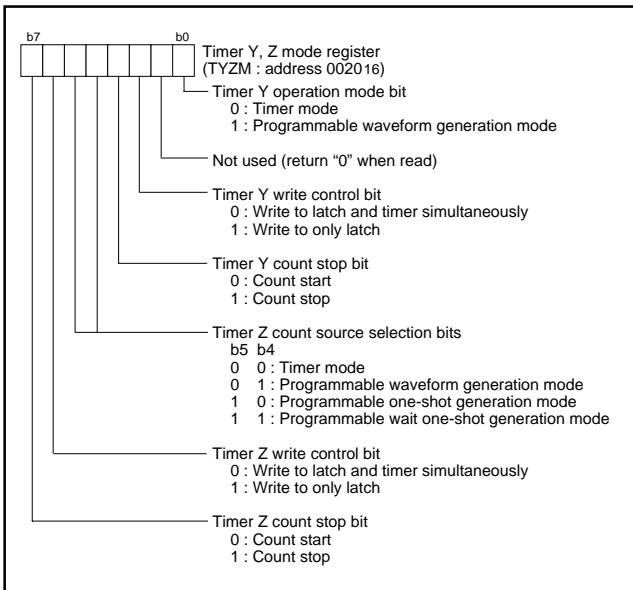 b7 b0
Timer Y, Z mode register
(TYZM : address 002016)
Timer Y operation mode bit
0 : Timer mode
1 : Programmable waveform generation mode
Not used (return “0” when read)
Timer Y write control bit
0 : Write to latch and timer simultaneously
1 : Write to only latch
Timer Y count stop bit
0 : Count start
1 : Count stop
Timer Z count source selection bits
b5 b4
0 0 : Timer mode
0 1 : Programmable waveform generation mode
1 0 : Programmable one-shot generation mode
1 1 : Programmable wait one-shot generation mode
Timer Z write control bit
0 : Write to latch and timer simultaneously
1 : Write to only latch
Timer Z count stop bit
0 : Count start
1 : Count stop